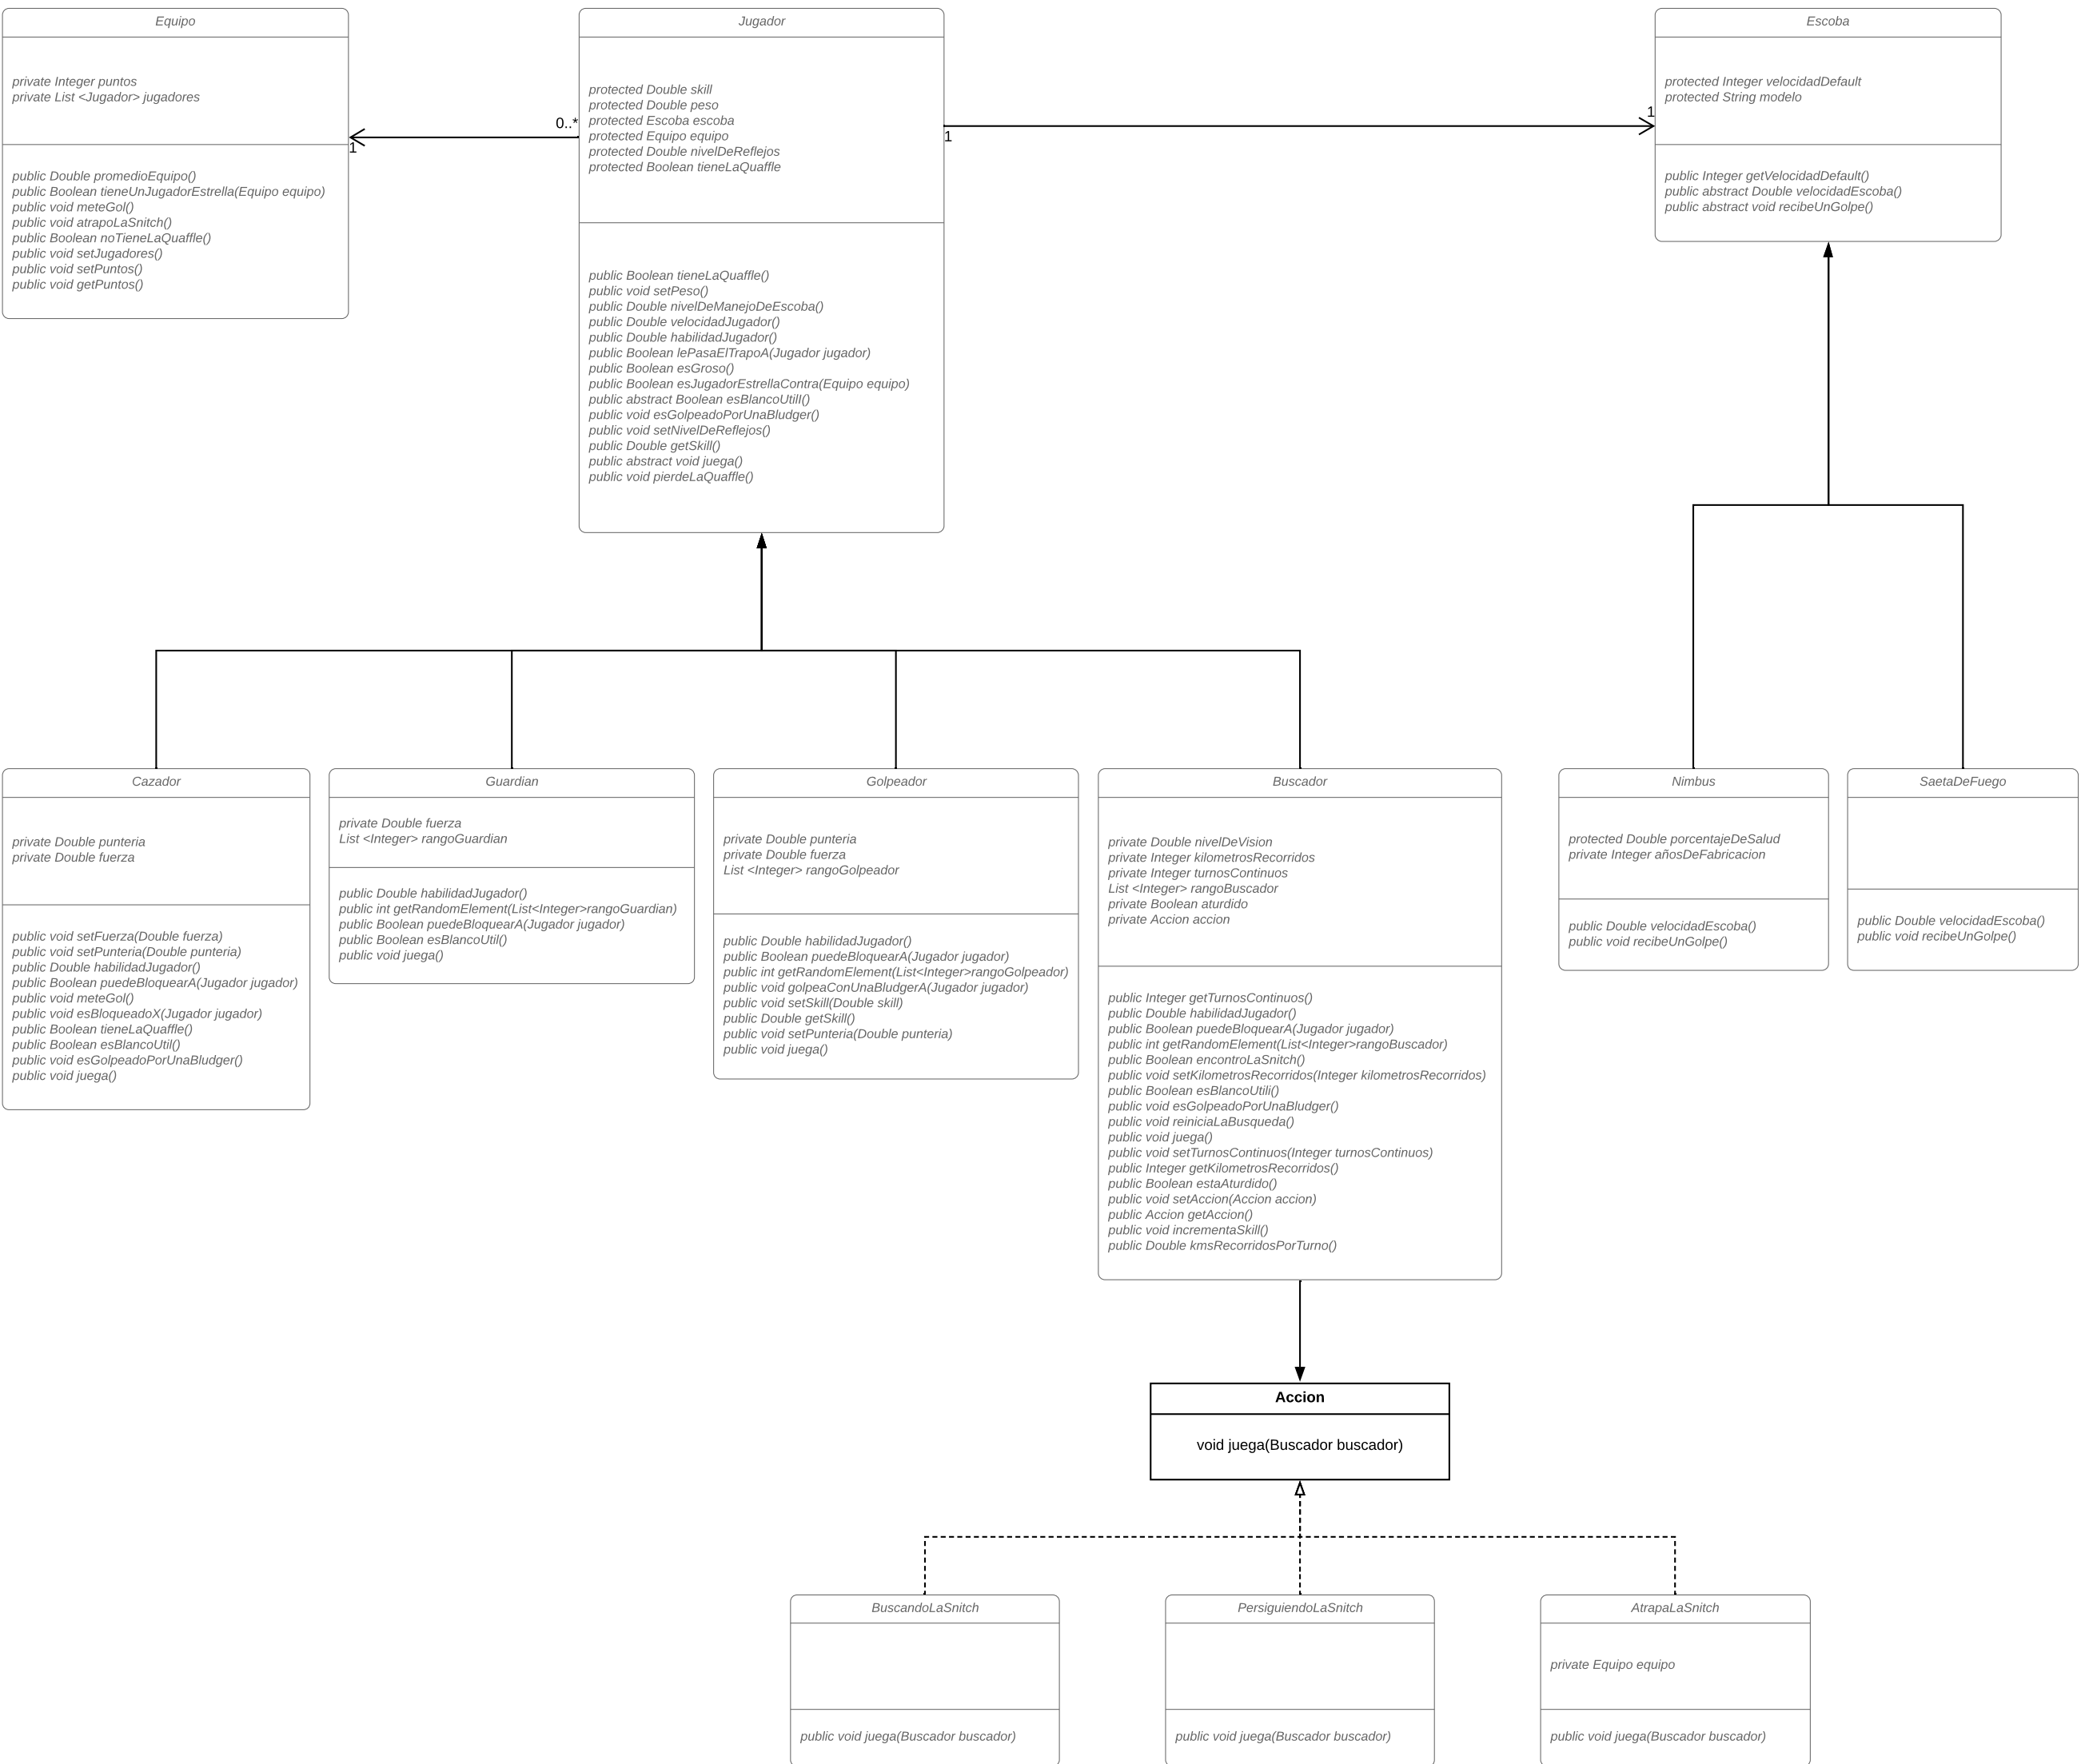 Equipo
private Integer puntos
private List <Jugador> jugadores
public Double promedioEquipo()
public Boolean tieneUnJugadorEstrella(Equipo equipo)
public void meteGol()
public void atrapoLaSnitch()
public Boolean noTieneLaQuaffle()
public void setJugadores()
public void setPuntos()
public void getPuntos()
1
0..*
Jugador
protected Double skill
protected Double peso
protected Escoba escoba
protected Equipo equipo
protected Double nivelDeReflejos
protected Boolean tieneLaQuaffle
public Boolean tieneLaQuaffle()
public void setPeso()
public Double nivelDeManejoDeEscoba()
public Double velocidadJugador()
public Double habilidadJugador()
public Boolean lePasaElTrapoA(Jugador jugador)
public Boolean esGroso()
public Boolean esJugadorEstrellaContra(Equipo equipo)
public abstract Boolean esBlancoUtilI()
public void esGolpeadoPorUnaBludger()
public void setNivelDeReflejos()
public Double getSkill()
public abstract void juega()
public void pierdeLaQuaffle()
1
1
Escoba
protected Integer velocidadDefault
protected String modelo
public Integer getVelocidadDefault()
public abstract Double velocidadEscoba()
public abstract void recibeUnGolpe()
Cazador
private Double punteria
private Double fuerza
public void setFuerza(Double fuerza)
public void setPunteria(Double punteria)
public Double habilidadJugador()
public Boolean puedeBloquearA(Jugador jugador)
public void meteGol()
public void esBloqueadoX(Jugador jugador)
public Boolean tieneLaQuaffle()
public Boolean esBlancoUtil()
public void esGolpeadoPorUnaBludger()
public void juega()
Guardian
private Double fuerza
List <Integer> rangoGuardian
public Double habilidadJugador()
public int getRandomElement(List<Integer>rangoGuardian)
public Boolean puedeBloquearA(Jugador jugador)
public Boolean esBlancoUtil()
public void juega()
Golpeador
private Double punteria
private Double fuerza
List <Integer> rangoGolpeador
public Double habilidadJugador()
public Boolean puedeBloquearA(Jugador jugador)
public int getRandomElement(List<Integer>rangoGolpeador)
public void golpeaConUnaBludgerA(Jugador jugador)
public void setSkill(Double skill)
public Double getSkill()
public void setPunteria(Double punteria)
public void juega()
Buscador
private Double nivelDeVision
private Integer kilometrosRecorridos
private Integer turnosContinuos
List <Integer> rangoBuscador
private Boolean aturdido
private Accion accion
public Integer getTurnosContinuos()
public Double habilidadJugador()
public Boolean puedeBloquearA(Jugador jugador)
public int getRandomElement(List<Integer>rangoBuscador)
public Boolean encontroLaSnitch()
public void setKilometrosRecorridos(Integer kilometrosRecorridos)
public Boolean esBlancoUtili()
public void esGolpeadoPorUnaBludger()
public void reiniciaLaBusqueda()
public void juega()
public void setTurnosContinuos(Integer turnosContinuos)
public Integer getKilometrosRecorridos()
public Boolean estaAturdido()
public void setAccion(Accion accion)
public Accion getAccion()
public void incrementaSkill()
public Double kmsRecorridosPorTurno()
Nimbus
protected Double porcentajeDeSalud
private Integer añosDeFabricacion
public Double velocidadEscoba()
public void recibeUnGolpe()
SaetaDeFuego
public Double velocidadEscoba()
public void recibeUnGolpe()
Accion
void juega(Buscador buscador)
BuscandoLaSnitch
public void juega(Buscador buscador)
PersiguiendoLaSnitch
public void juega(Buscador buscador)
AtrapaLaSnitch
private Equipo equipo
public void juega(Buscador buscador)